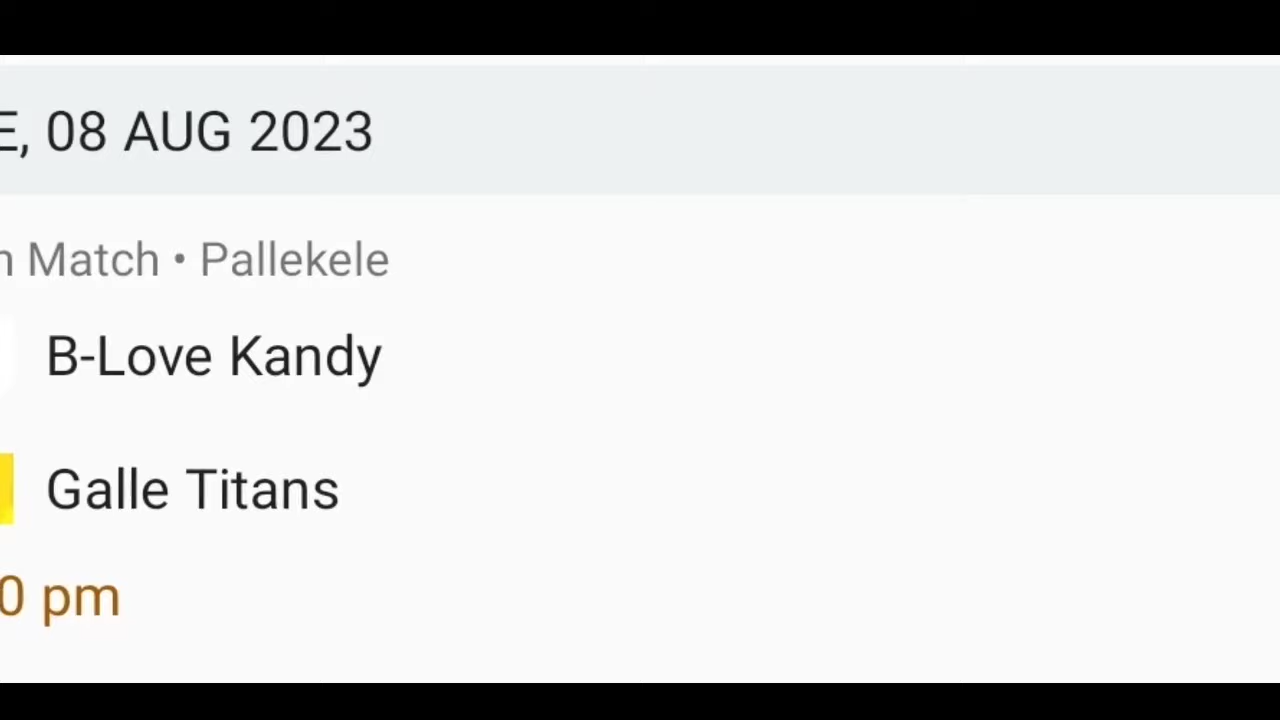 E, 08 AUG 2023
h Match • Pallekele
B-Love Kandy
Galle Titans
0 pm